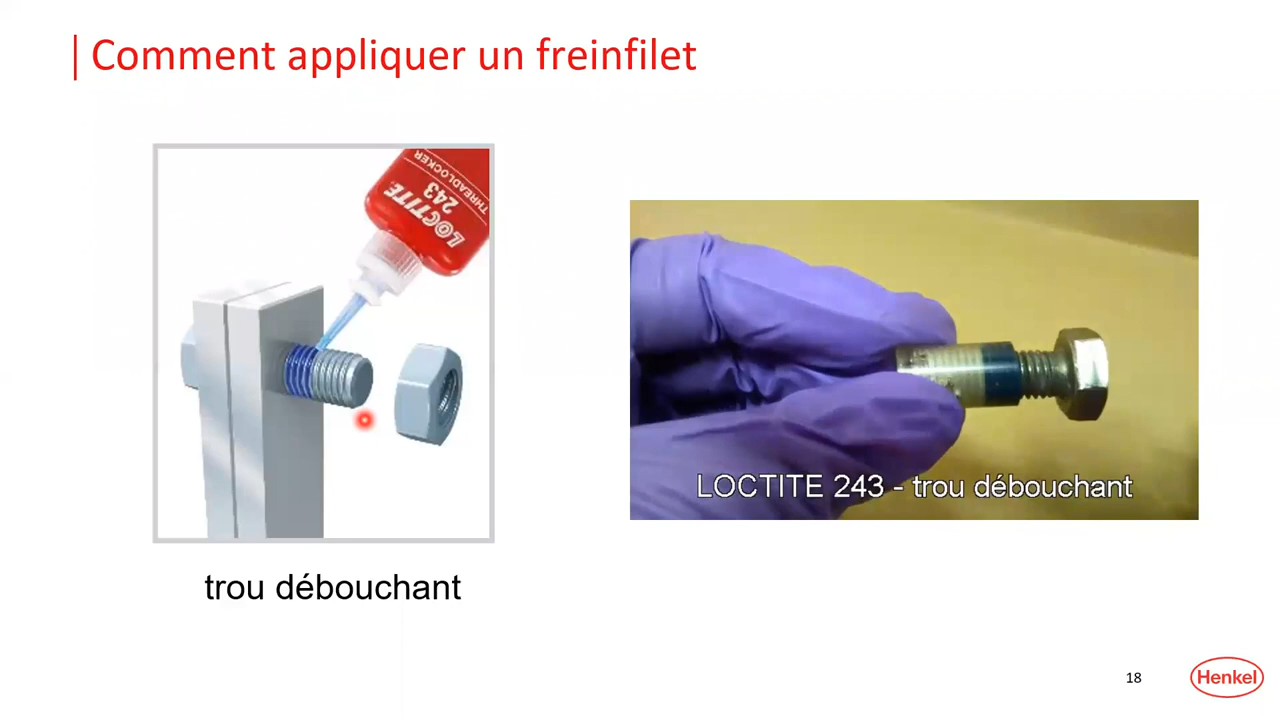 Comment appliquer un freinfilet
THREADLOCKER
243
LOCTITE
LOCTITE 243 - trou débouchant
trou débouchant
18
Henkel